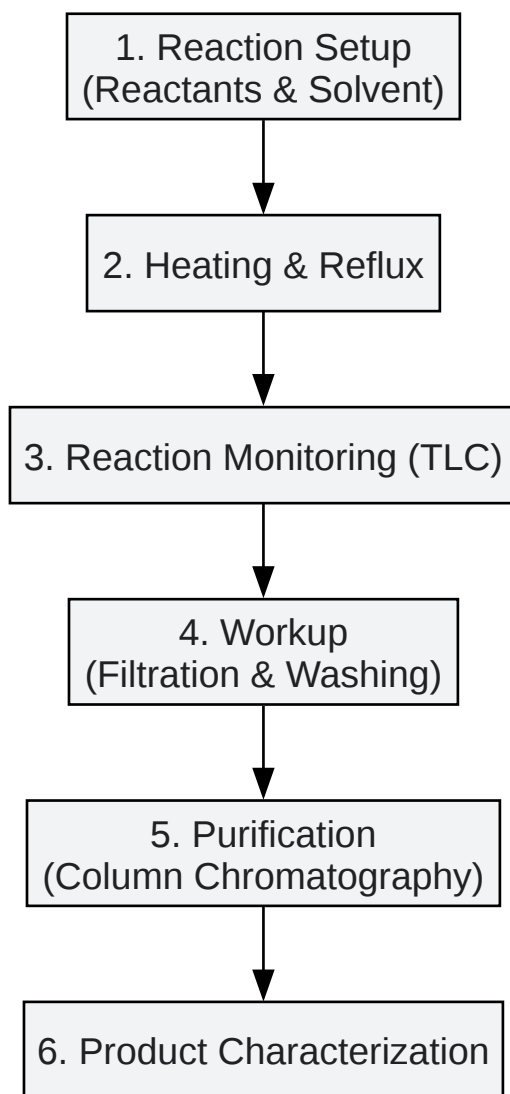 1. Reaction Setup
(Reactants & Solvent)
2. Heating & Reflux
3. Reaction Monitoring (TLC)
4. Workup
(Filtration & Washing)
5. Purification
(Column Chromatography)
6. Product Characterization